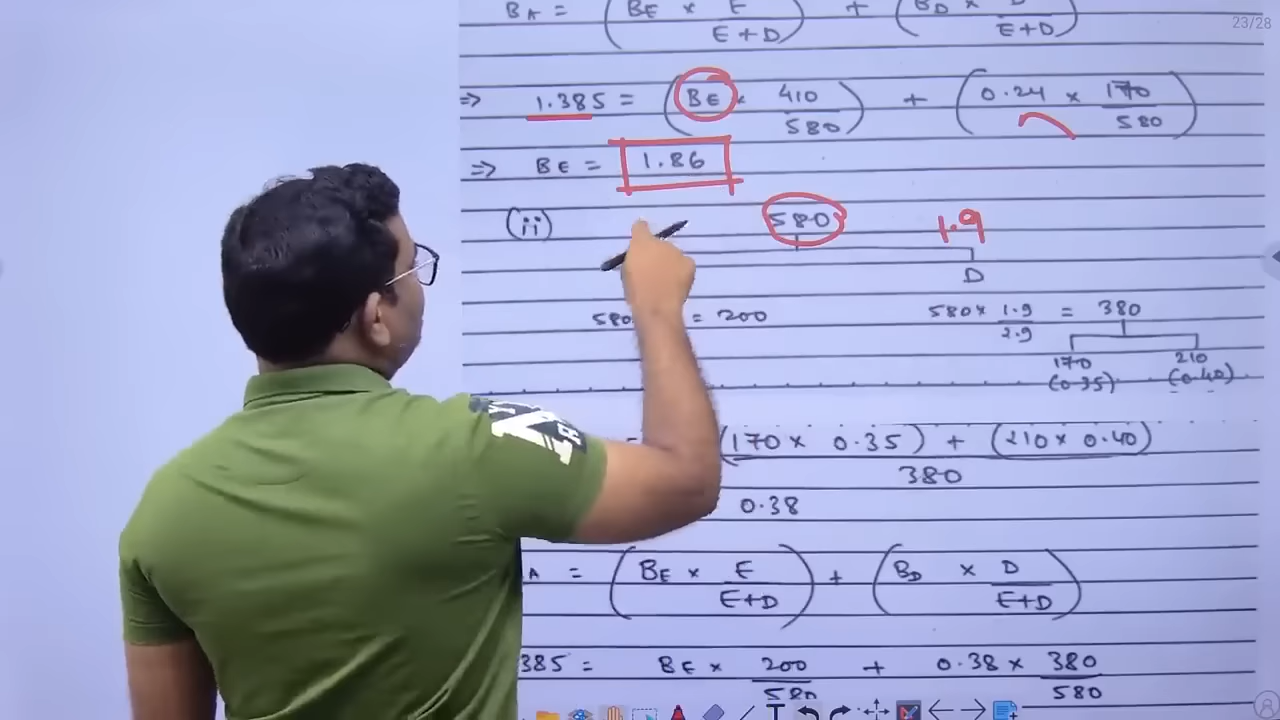 BA = (BE × E / E+D) + (BD × D / E+D)
23/28
=> 1.385 = (BE × 410/580) + (0.24 × 170/580)
=> BE = 1.86
(ii) 580 1.9
D
580 = 200 580 × 1.9/2.9 = 380
170 210
(0.35) (0.40)
= (170 × 0.35) + (210 × 0.40)
380
0.38
A = (BE × E / E+D) + (BD × D / E+D)
385 = BE × 200/580 + 0.38 × 380/580